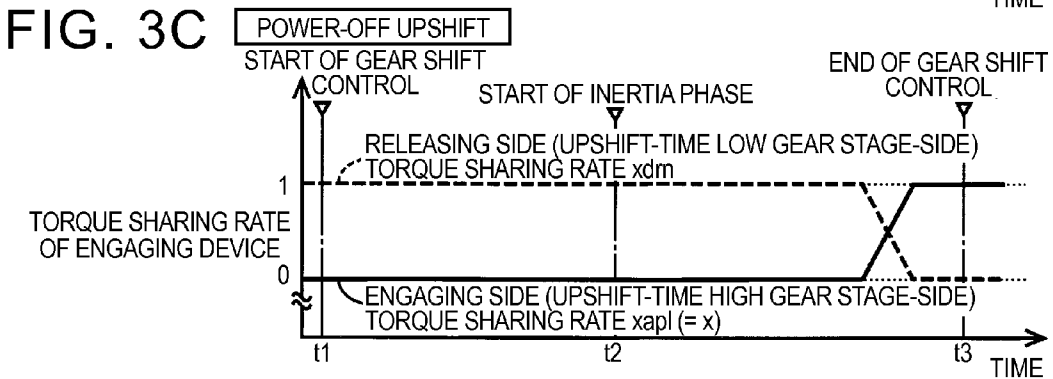 TIME
FIG. 3C
POWER-OFF UPSHIFT
START OF GEAR SHIFT
CONTROL
START OF INERTIA PHASE
END OF GEAR SHIFT
CONTROL
RELEASING SIDE (UPSHIFT-TIME LOW GEAR STAGE-SIDE)
TORQUE SHARING RATE xdrn
1
TORQUE SHARING RATE
OF ENGAGING DEVICE
0
ENGAGING SIDE (UPSHIFT-TIME HIGH GEAR STAGE-SIDE)
TORQUE SHARING RATE xapl (= x)
t1
t2
t3
TIME